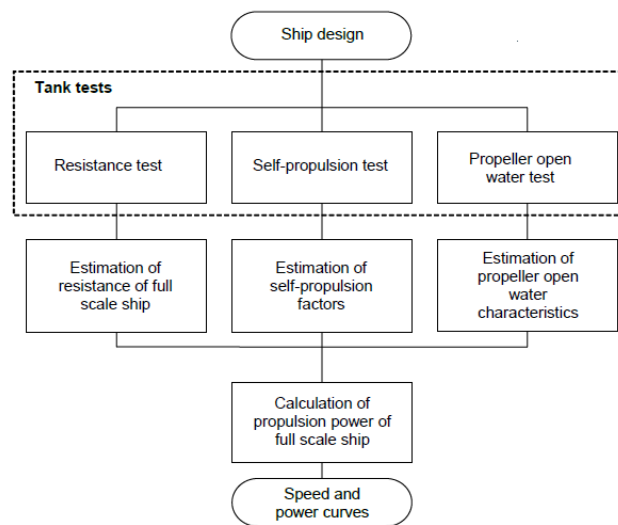 Ship design
Tank tests
Resistance test
Self-propulsion test
Propeller open
water test
Estimation of
resistance of full
scale ship
Estimation of
self-propulsion
factors
Estimation of
propeller open
water
characteristics
Calculation of
propulsion power of
full scale ship
Speed and
power curves